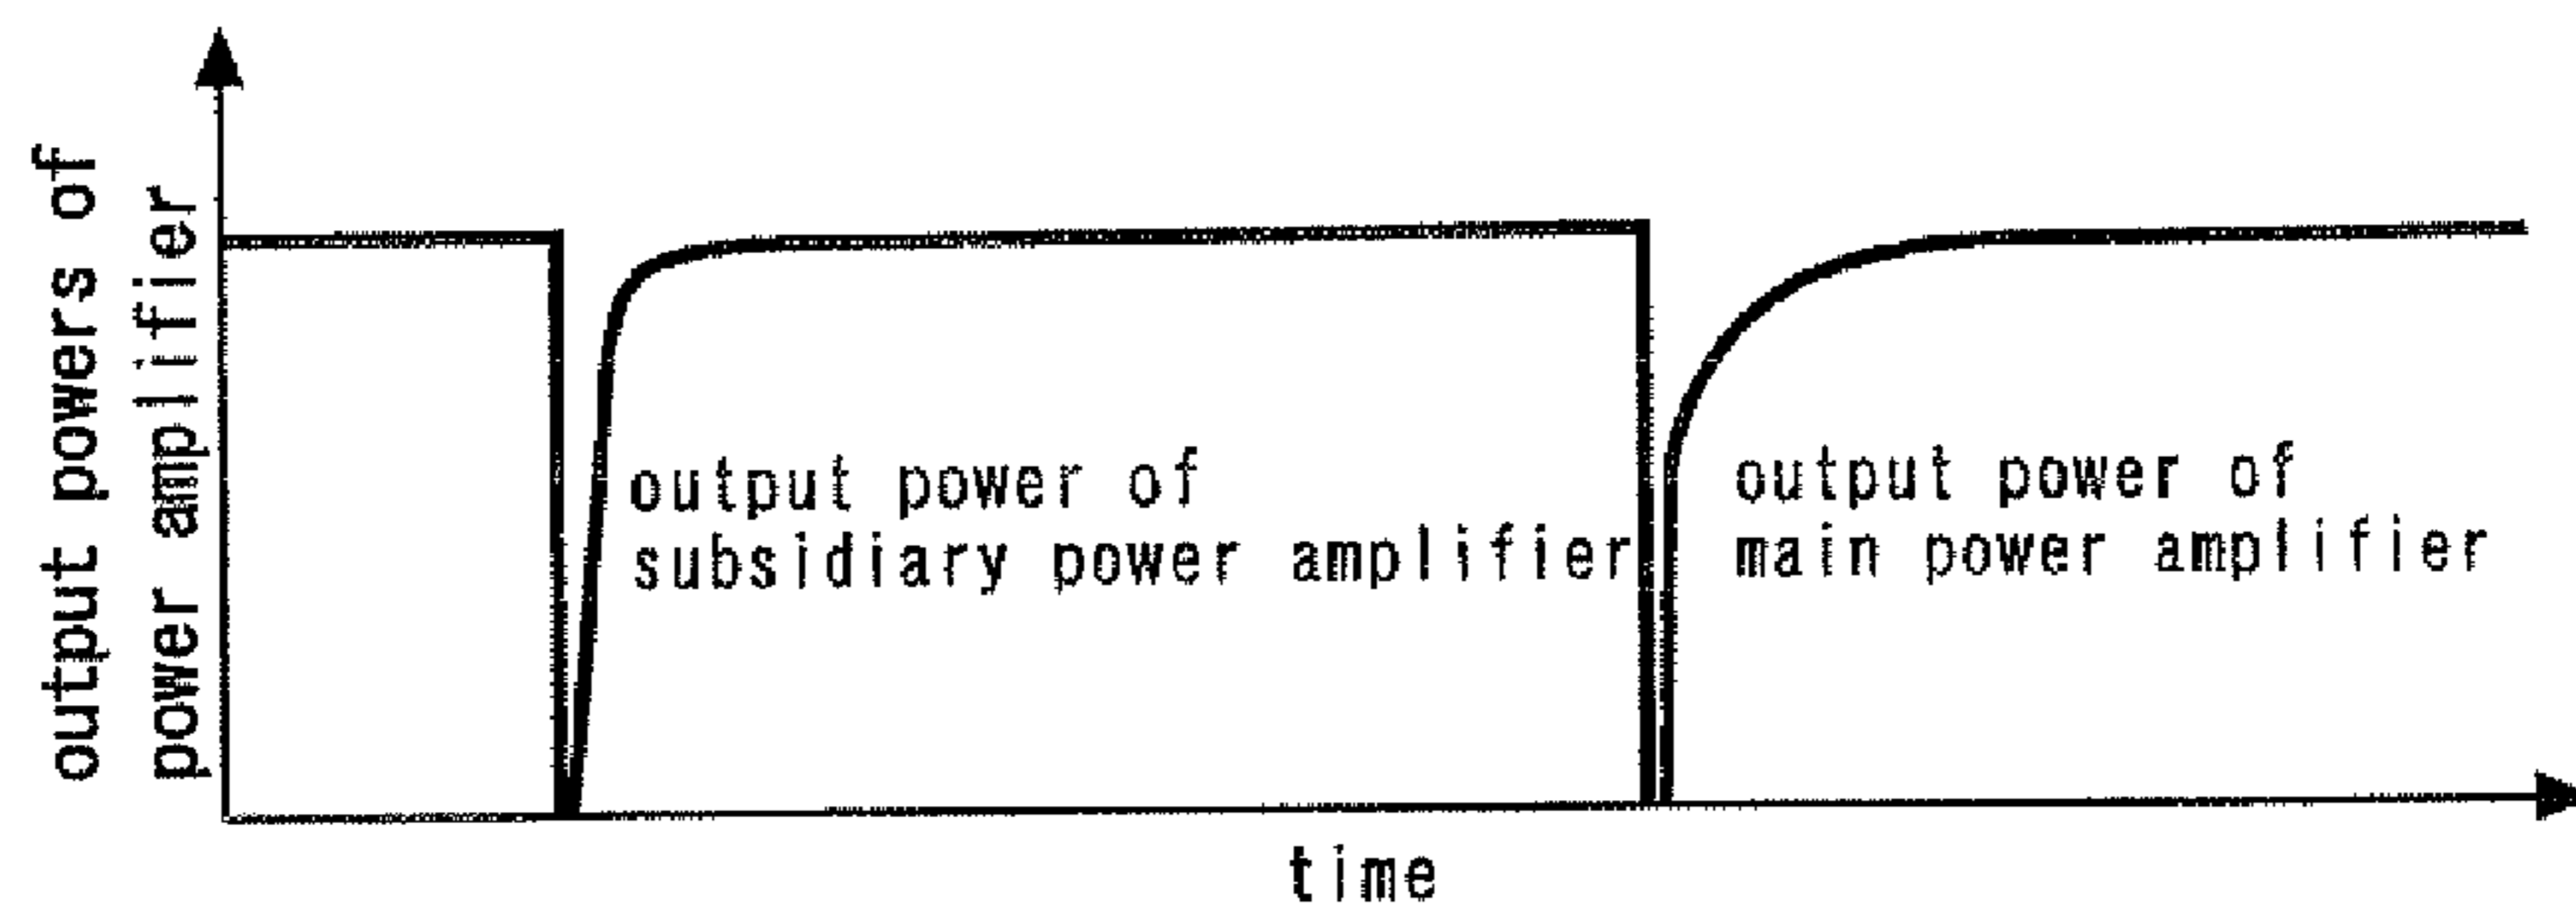 output powers of
power amplifier
output power of
subsidiary power amplifier
output power of
main power amplifier
time